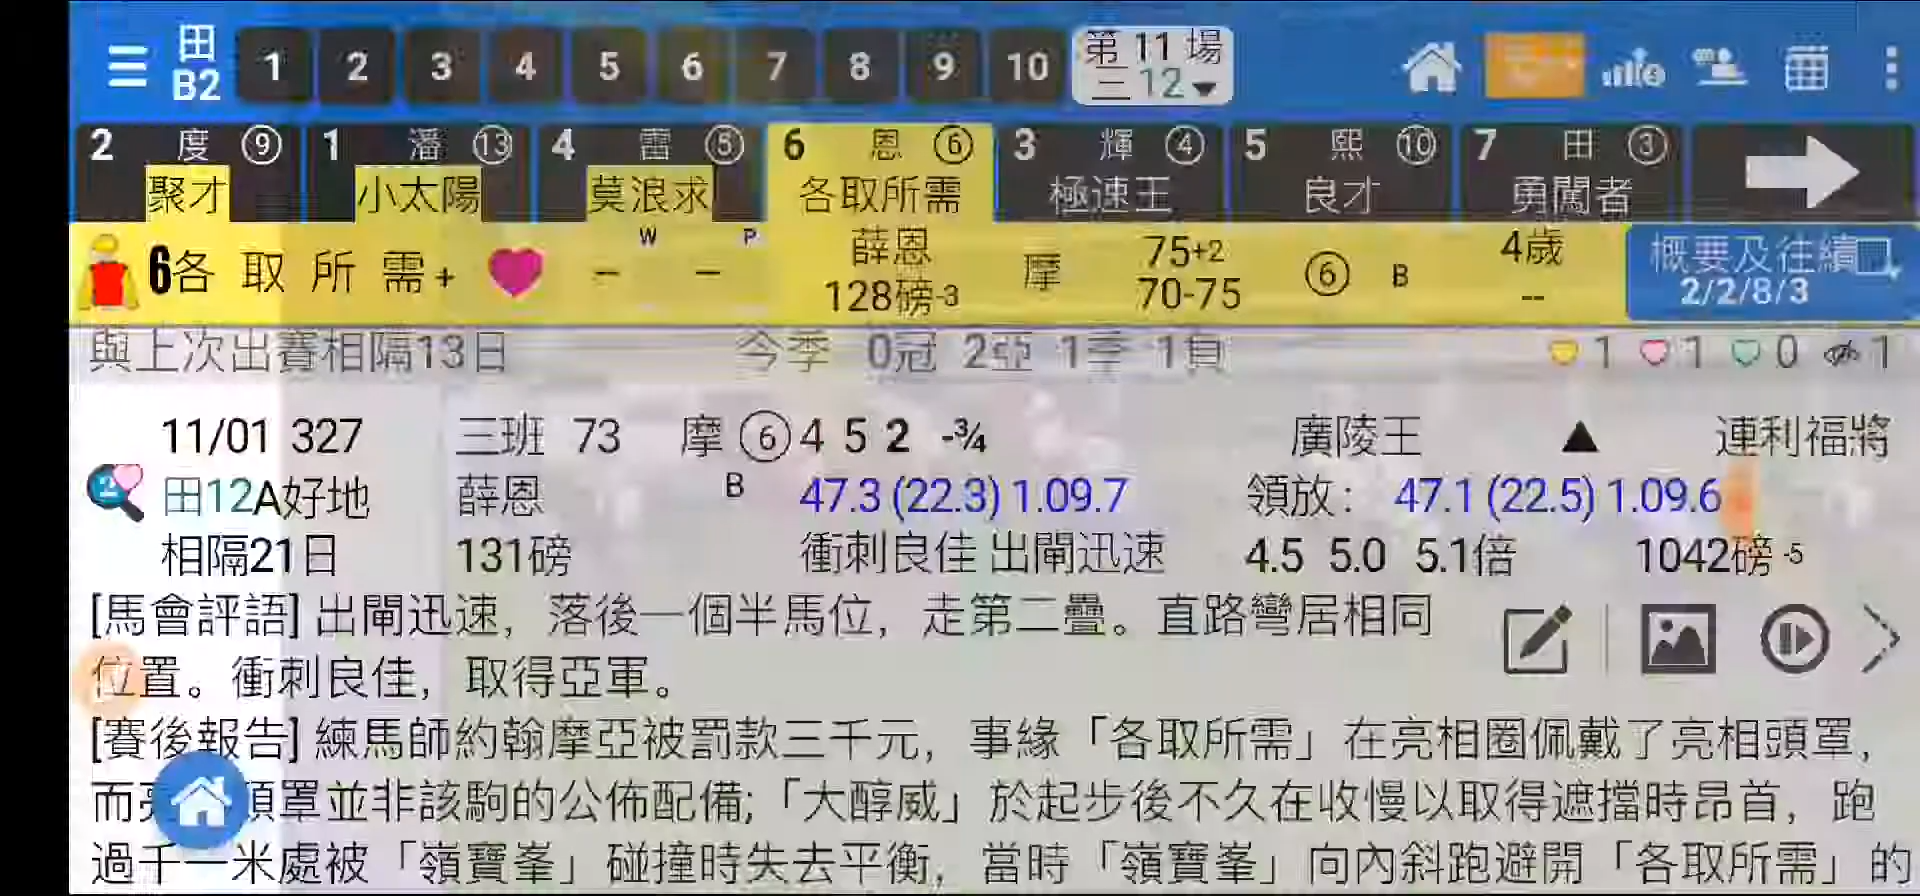 田 B2 1 2 3 4 5 6 7 8 9 10 第 11 場 三 12
2 度 9 1 潘 13 4 雷 5 6 恩 6 3 輝 4 5 熙 10 7 田 3
聚才 小太陽 莫浪求 各取所需 極速王 良才 勇闖者
6各取所需+ W -- P -- 薛恩 128磅-3 摩 75+2 70-75 6 B 4歲 -- 概要及往績 2/2/8/3
與上次出賽相隔13日 今季 0冠 2亞 1季 1負 1 1 0 1
11/01 327 三班 73 摩 6 4 5 2 -¾ 廣陵王 ▲ 連利福將
田12A好地 薛恩 B 47.3 (22.3) 1.09.7 領放： 47.1 (22.5) 1.09.6
相隔21日 131磅 衝刺良佳 出閘迅速 4.5 5.0 5.1倍 1042磅 -5
[馬會評語] 出閘迅速，落後一個半馬位，走第二疊。直路彎居相同
位置。衝刺良佳，取得亞軍。
[賽後報告] 練馬師約翰摩亞被罰款三千元，事緣「各取所需」在亮相圈佩戴了亮相頭罩，
而亮 頭罩並非該駒的公佈配備;「大醇威」於起步後不久在收慢以取得遮擋時昂首，跑
過千一米處被「嶺寶峯」碰撞時失去平衡，當時「嶺寶峯」向內斜跑避開「各取所需」的